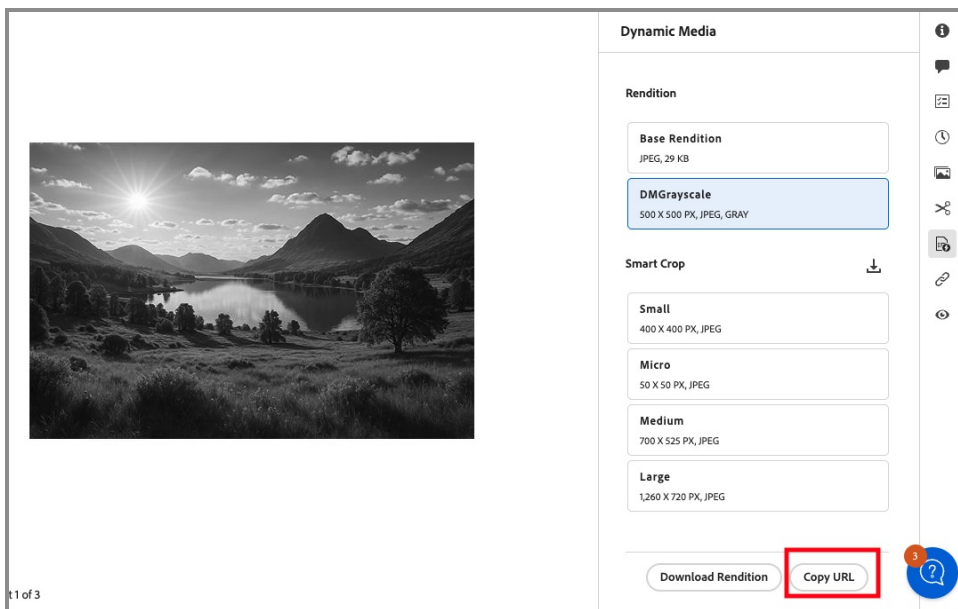 Dynamic Media
Rendition
Base Rendition
JPEG, 29 KB
DMGrayscale
500 X 500 PX, JPEG, GRAY
Smart Crop
Small
400 X 400 PX, JPEG
Micro
50 X 50 PX, JPEG
Medium
700 X 525 PX, JPEG
Large
1,260 X 720 PX, JPEG
3
Download Rendition
Copy URL
?
t 1 of 3